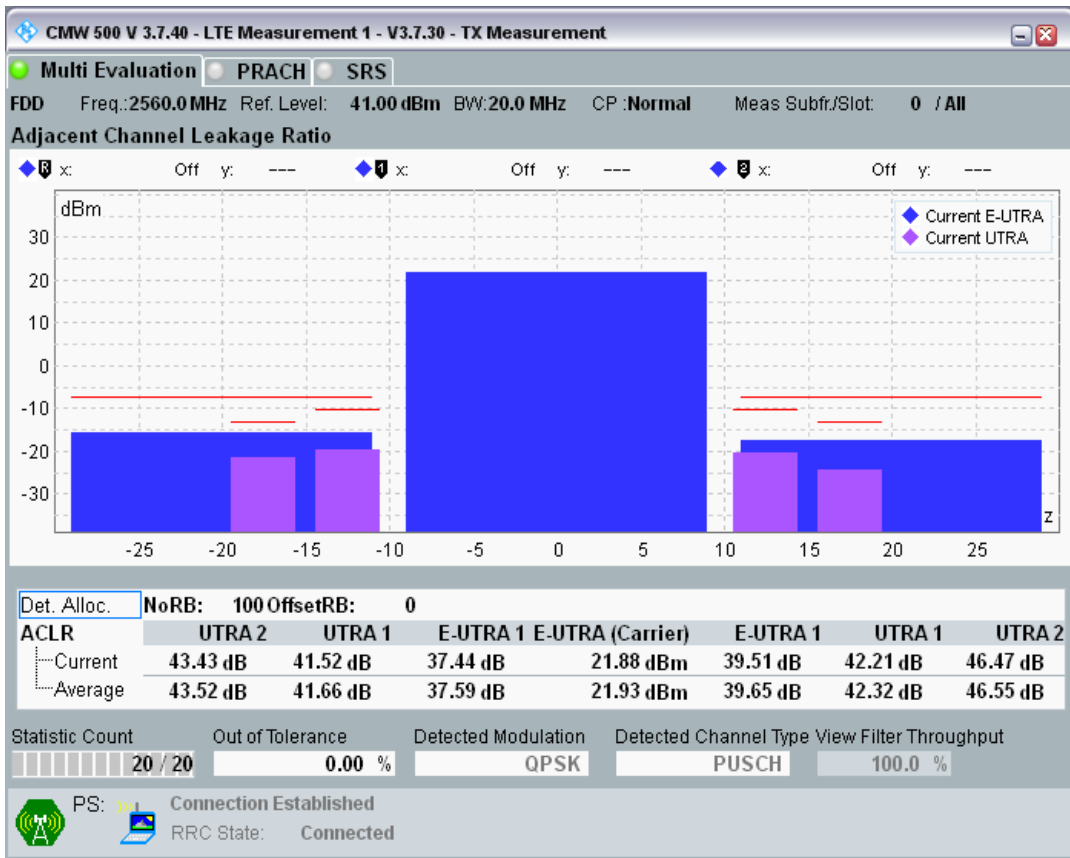 CMW 500 V 3.7.40 - LTE Measurement 1 - V3.7.30 - TX Measurement
Multi Evaluation PRACH SRS
FDD Freq.:2560.0 MHz Ref. Level: 41.00 dBm BW:20.0 MHz CP :Normal Meas Subfr./Slot: 0 / All
Adjacent Channel Leakage Ratio
R x: Off y: --- 1 x: Off y: --- 2 x: Off y: ---
dBm
Current E-UTRA
Current UTRA
30
20
10
0
-10
-20
-30
z
-25 -20 -15 -10 -5 0 5 10 15 20 25
Det. Alloc. NoRB: 100 OffsetRB: 0
ACLR UTRA 2 UTRA 1 E-UTRA 1 E-UTRA (Carrier) E-UTRA 1 UTRA 1 UTRA 2
Current 43.43 dB 41.52 dB 37.44 dB 21.88 dBm 39.51 dB 42.21 dB 46.47 dB
Average 43.52 dB 41.66 dB 37.59 dB 21.93 dBm 39.65 dB 42.32 dB 46.55 dB
Statistic Count Out of Tolerance Detected Modulation Detected Channel Type View Filter Throughput
20 / 20 0.00 % QPSK PUSCH 100.0 %
PS: Connection Established
RRC State: Connected